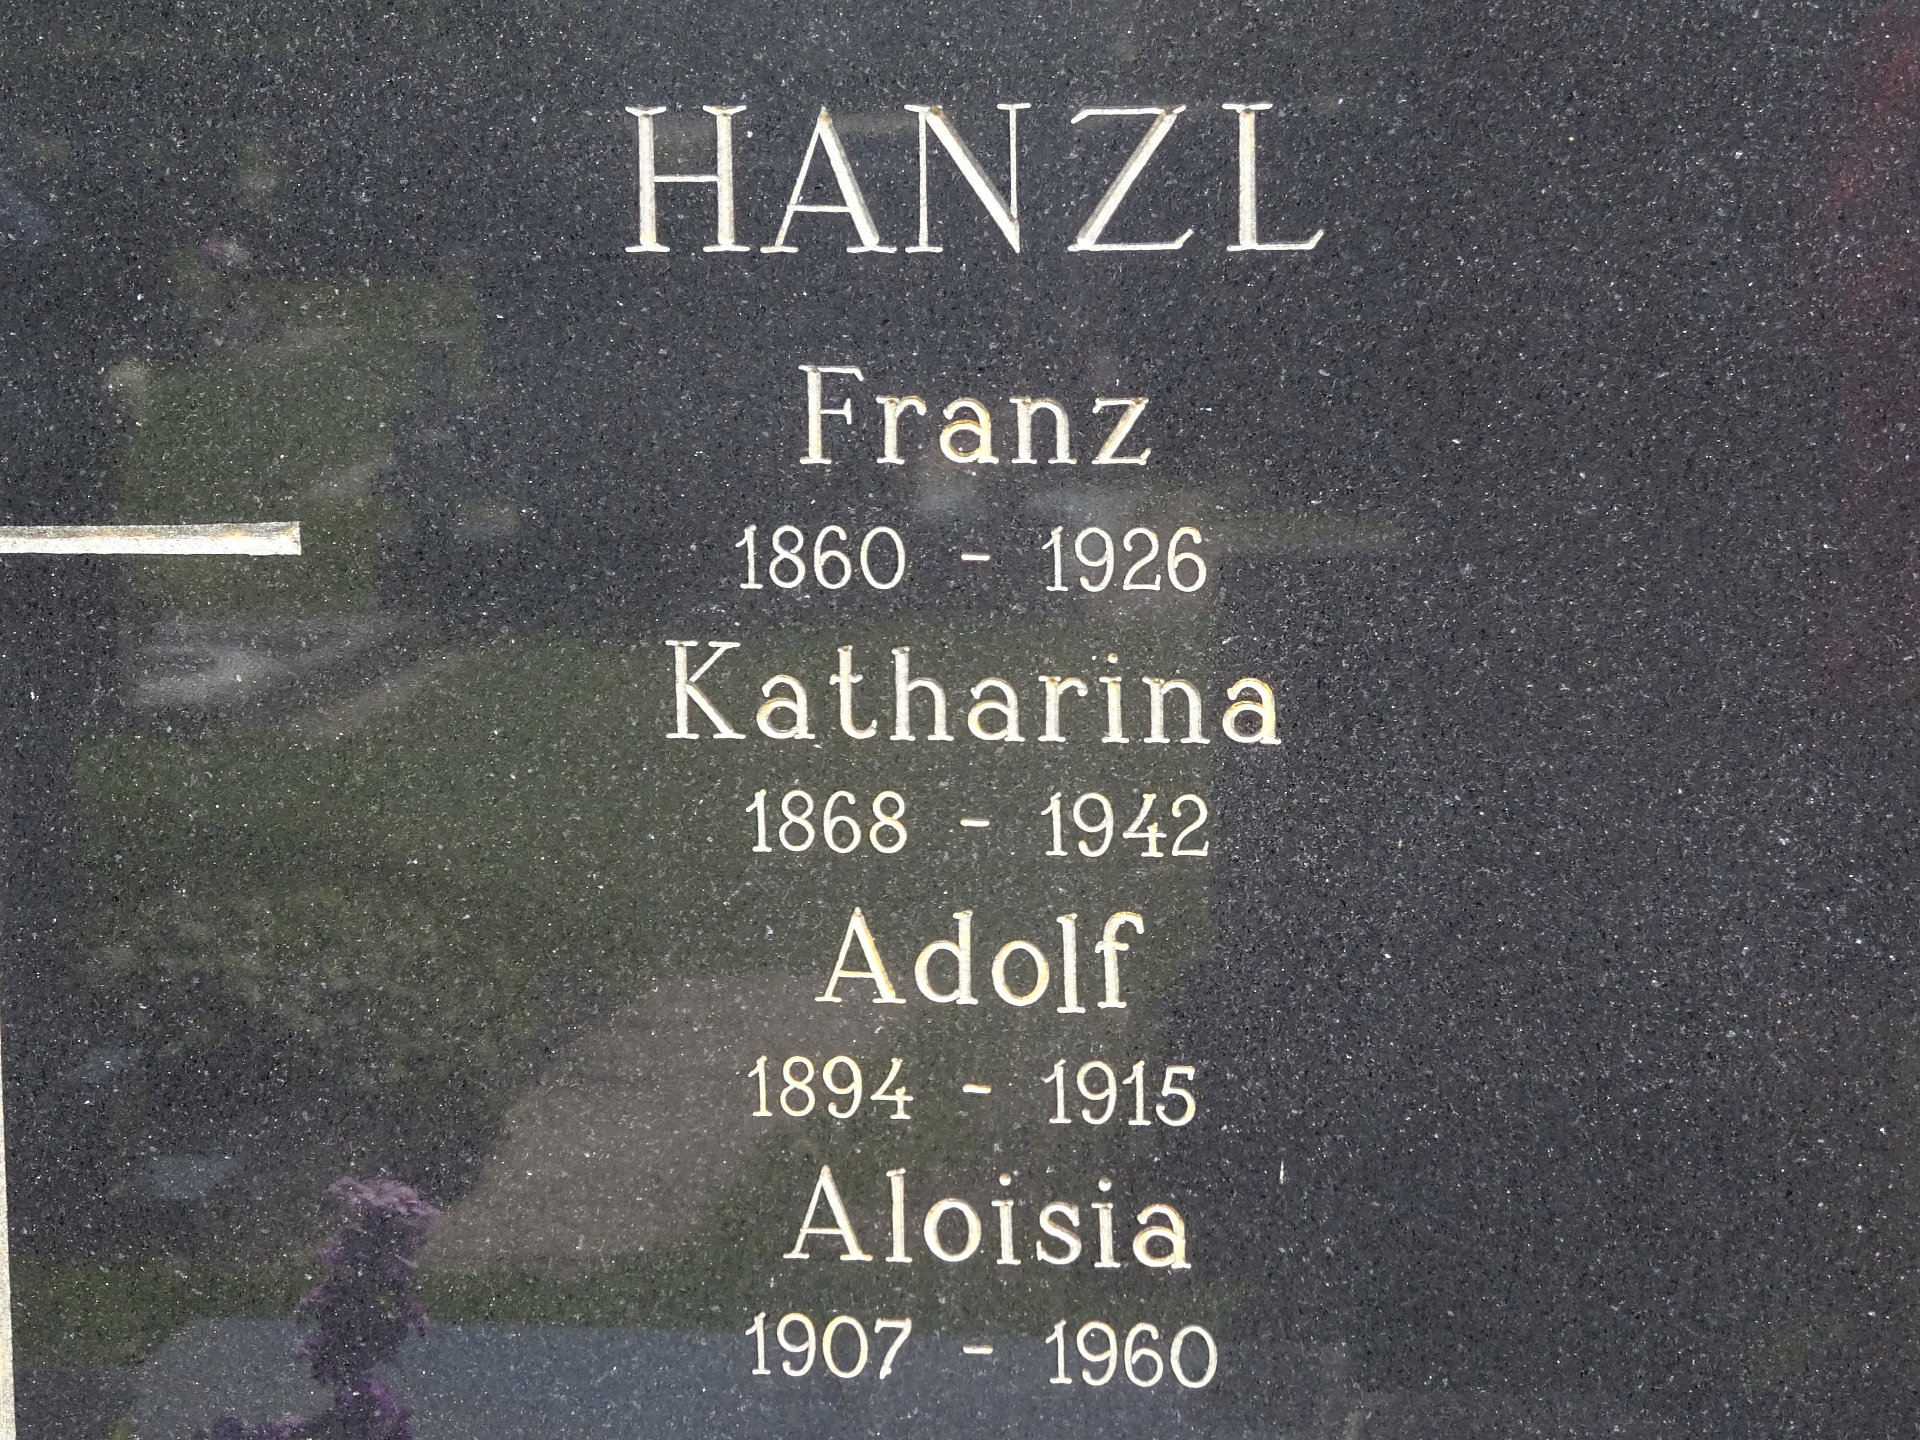 HANZL
Franz
1860 - 1926
Katharina
1868 - 1942
Adolf
1894 - 1915
Aloisia
1907 - 1960